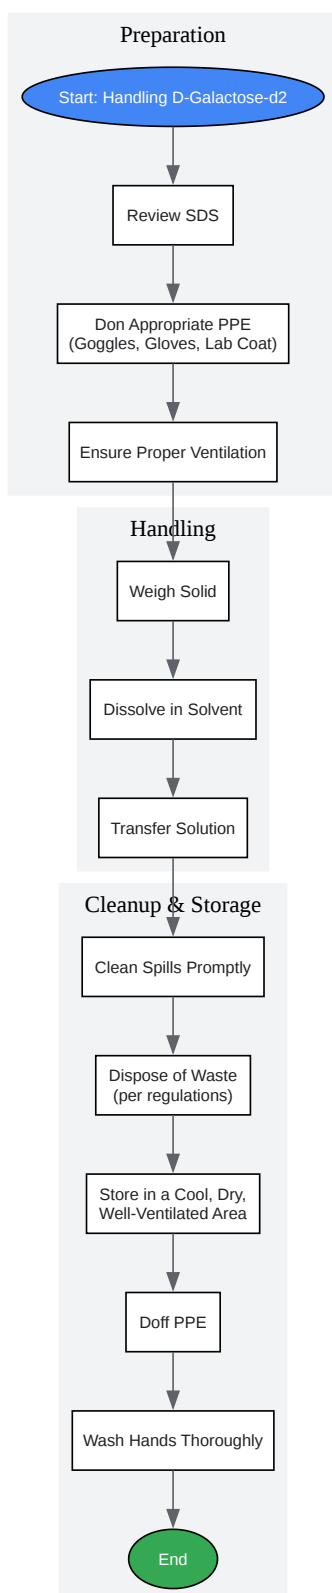 Preparation
Start: Handling D-Galactose-d2
Review SDS
Don Appropriate PPE
(Goggles, Gloves, Lab Coat)
Ensure Proper Ventilation
Handling
Weigh Solid
Dissolve in Solvent
Transfer Solution
Cleanup & Storage
Clean Spills Promptly
Dispose of Waste
(per regulations)
Store in a Cool, Dry,
Well-Ventilated Area
Doff PPE
Wash Hands Thoroughly
End